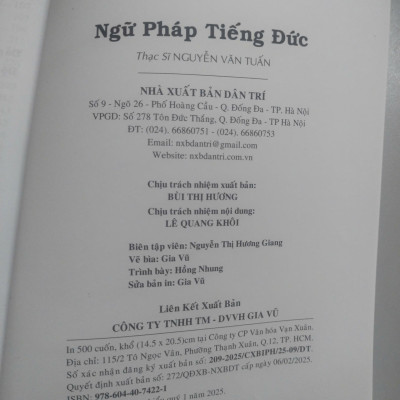 Ngữ Pháp Tiếng Đức
Thạc Sĩ NGUYỄN VĂN TUẤN
NHÀ XUẤT BẢN DÂN TRÍ
Số 9 - Ngõ 26 - Phố Hoàng Cầu - Q. Đống Đa - TP. Hà Nội
VPGD: Số 278 Tôn Đức Thắng, Q. Đống Đa - TP Hà Nội
ĐT: (024). 66860751 - (024). 66860753
Email: nxbdantri@gmail.com
Website: nxbdantri.com.vn
Chịu trách nhiệm xuất bản:
BÙI THỊ HƯƠNG
Chịu trách nhiệm nội dung:
LÊ QUANG KHÔI
Biên tập viên: Nguyễn Thị Hương Giang
Vẽ bìa: Gia Vũ
Trình bày: Hồng Nhung
Sửa bản in: Gia Vũ
Liên Kết Xuất Bản
CÔNG TY TNHH TM - DVVH GIA VŨ
In 500 cuốn, khổ (14.5 x 20.5)cm tại Công ty CP Văn hóa Vạn Xuân.
Địa chỉ: 115/2 Tô Ngọc Vân, Phường Thạnh Xuân, Q.12, TP. HCM.
Số xác nhận đăng ký xuất bản số: 209-2025/CXBIPH/25-09/DT.
Quyết định xuất bản số: 272/QĐXB-NXBDT cấp ngày 06/02/2025.
ISBN: 978-604-40-7422-1
quý 1 năm 2025.